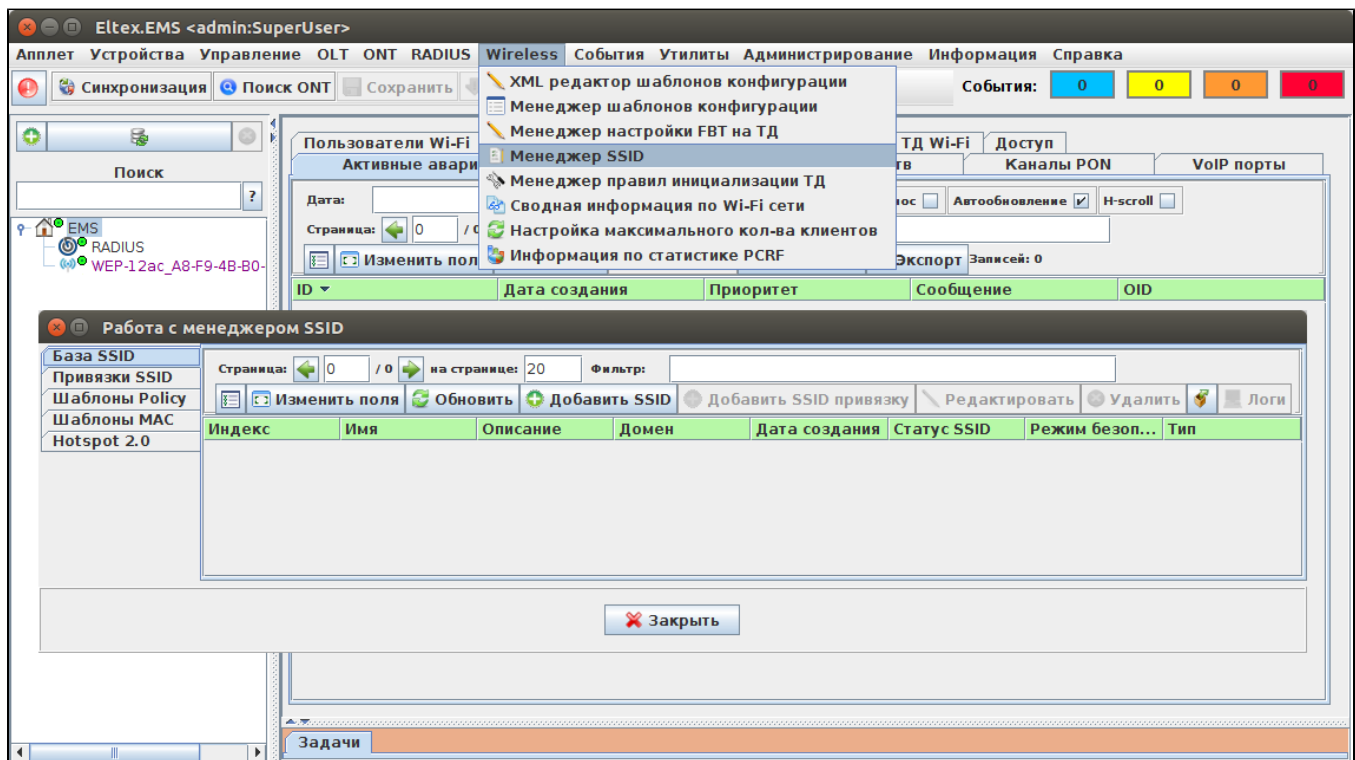 Eltex.EMS <admin:SuperUser>
Апплет Устройства Управление OLT ONT RADIUS Wireless События Утилиты Администрирование Информация Справка
Синхронизация Поиск ONT Сохранить События: 0 0 0 0
XML редактор шаблонов конфигурации
Менеджер шаблонов конфигурации
Менеджер настройки FBT на ТД
Менеджер SSID
Менеджер правил инициализации ТД
Сводная информация по Wi-Fi сети
Настройка максимального кол-ва клиентов
Информация по статистике PCRF
Поиск
?
EMS
RADIUS
WEP-12ac_A8-F9-4B-B0-
Пользователи Wi-Fi ТД Wi-Fi Доступ
Активные авари тв Каналы PON VoIP порты
Дата: нос Автообновление H-scroll
Страница: 0 / 0
Изменить пол Экспорт Записей: 0
ID Дата создания Приоритет Сообщение OID
Работа с менеджером SSID
База SSID
Привязки SSID
Шаблоны Policy
Шаблоны MAC
Hotspot 2.0
Страница: 0 / 0 на странице: 20 Фильтр:
Изменить поля Обновить Добавить SSID Добавить SSID привязку Редактировать Удалить Логи
Индекс Имя Описание Домен Дата создания Статус SSID Режим безоп... Тип
Закрыть
Задачи